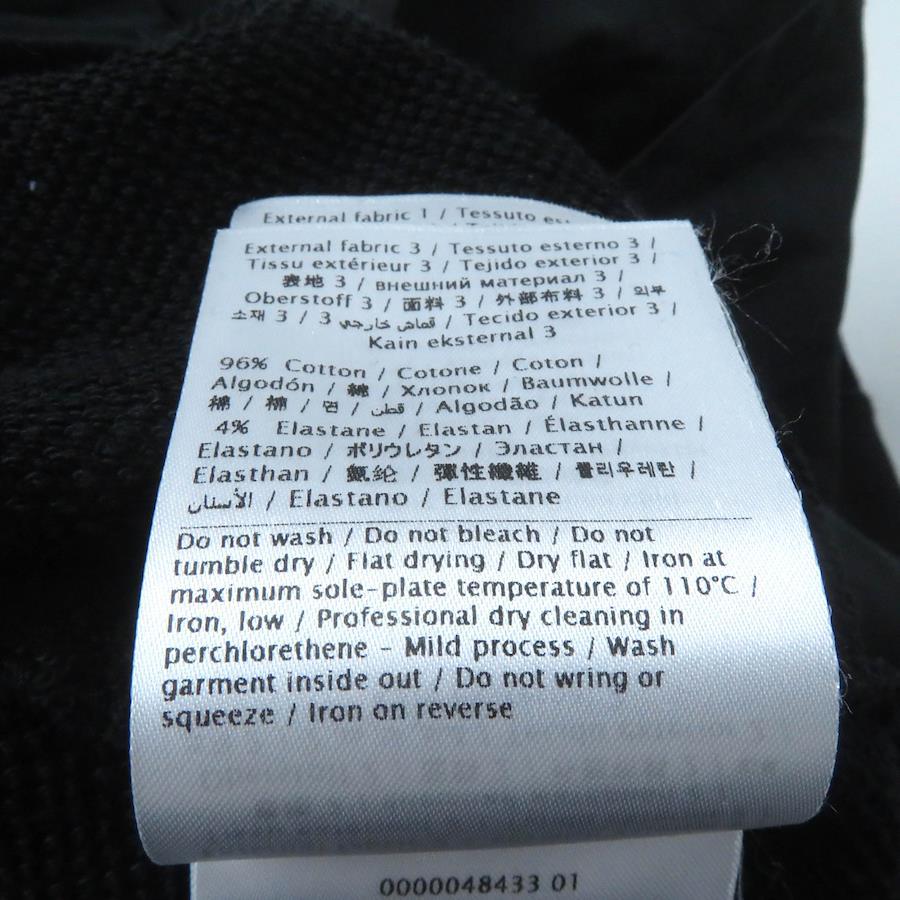 External fabric 1 / Tessuto
External fabric 3 / Tessuto esterno 3 /
Tissu extérieur 3 / Tejido exterior 3 /
表地 3 / внешний материал 3 /
Oberstoff 3 / 面料 3 / 外部布料 3 / 외부
소재 3 / 3 قماش خارجي / Tecido exterior 3 /
Kain eksternal 3
96% Cotton / Cotone / Coton /
Algodón / 綿 / Хлопок / Baumwolle /
棉 / 棉 / 면 / قطن / Algodão / Katun
4% Elastane / Elastan / Élasthanne /
Elastano / ポリウレタン / Эластан /
Elasthan / 氨纶 / 彈性纖維 / 폴리우레탄 /
الأستان / Elastano / Elastane
Do not wash / Do not bleach / Do not
tumble dry / Flat drying / Dry flat / Iron at
maximum sole-plate temperature of 110°C /
Iron, low / Professional dry cleaning in
perchlorethene - Mild process / Wash
garment inside out / Do not wring or
squeeze / Iron on reverse
0000048433 01